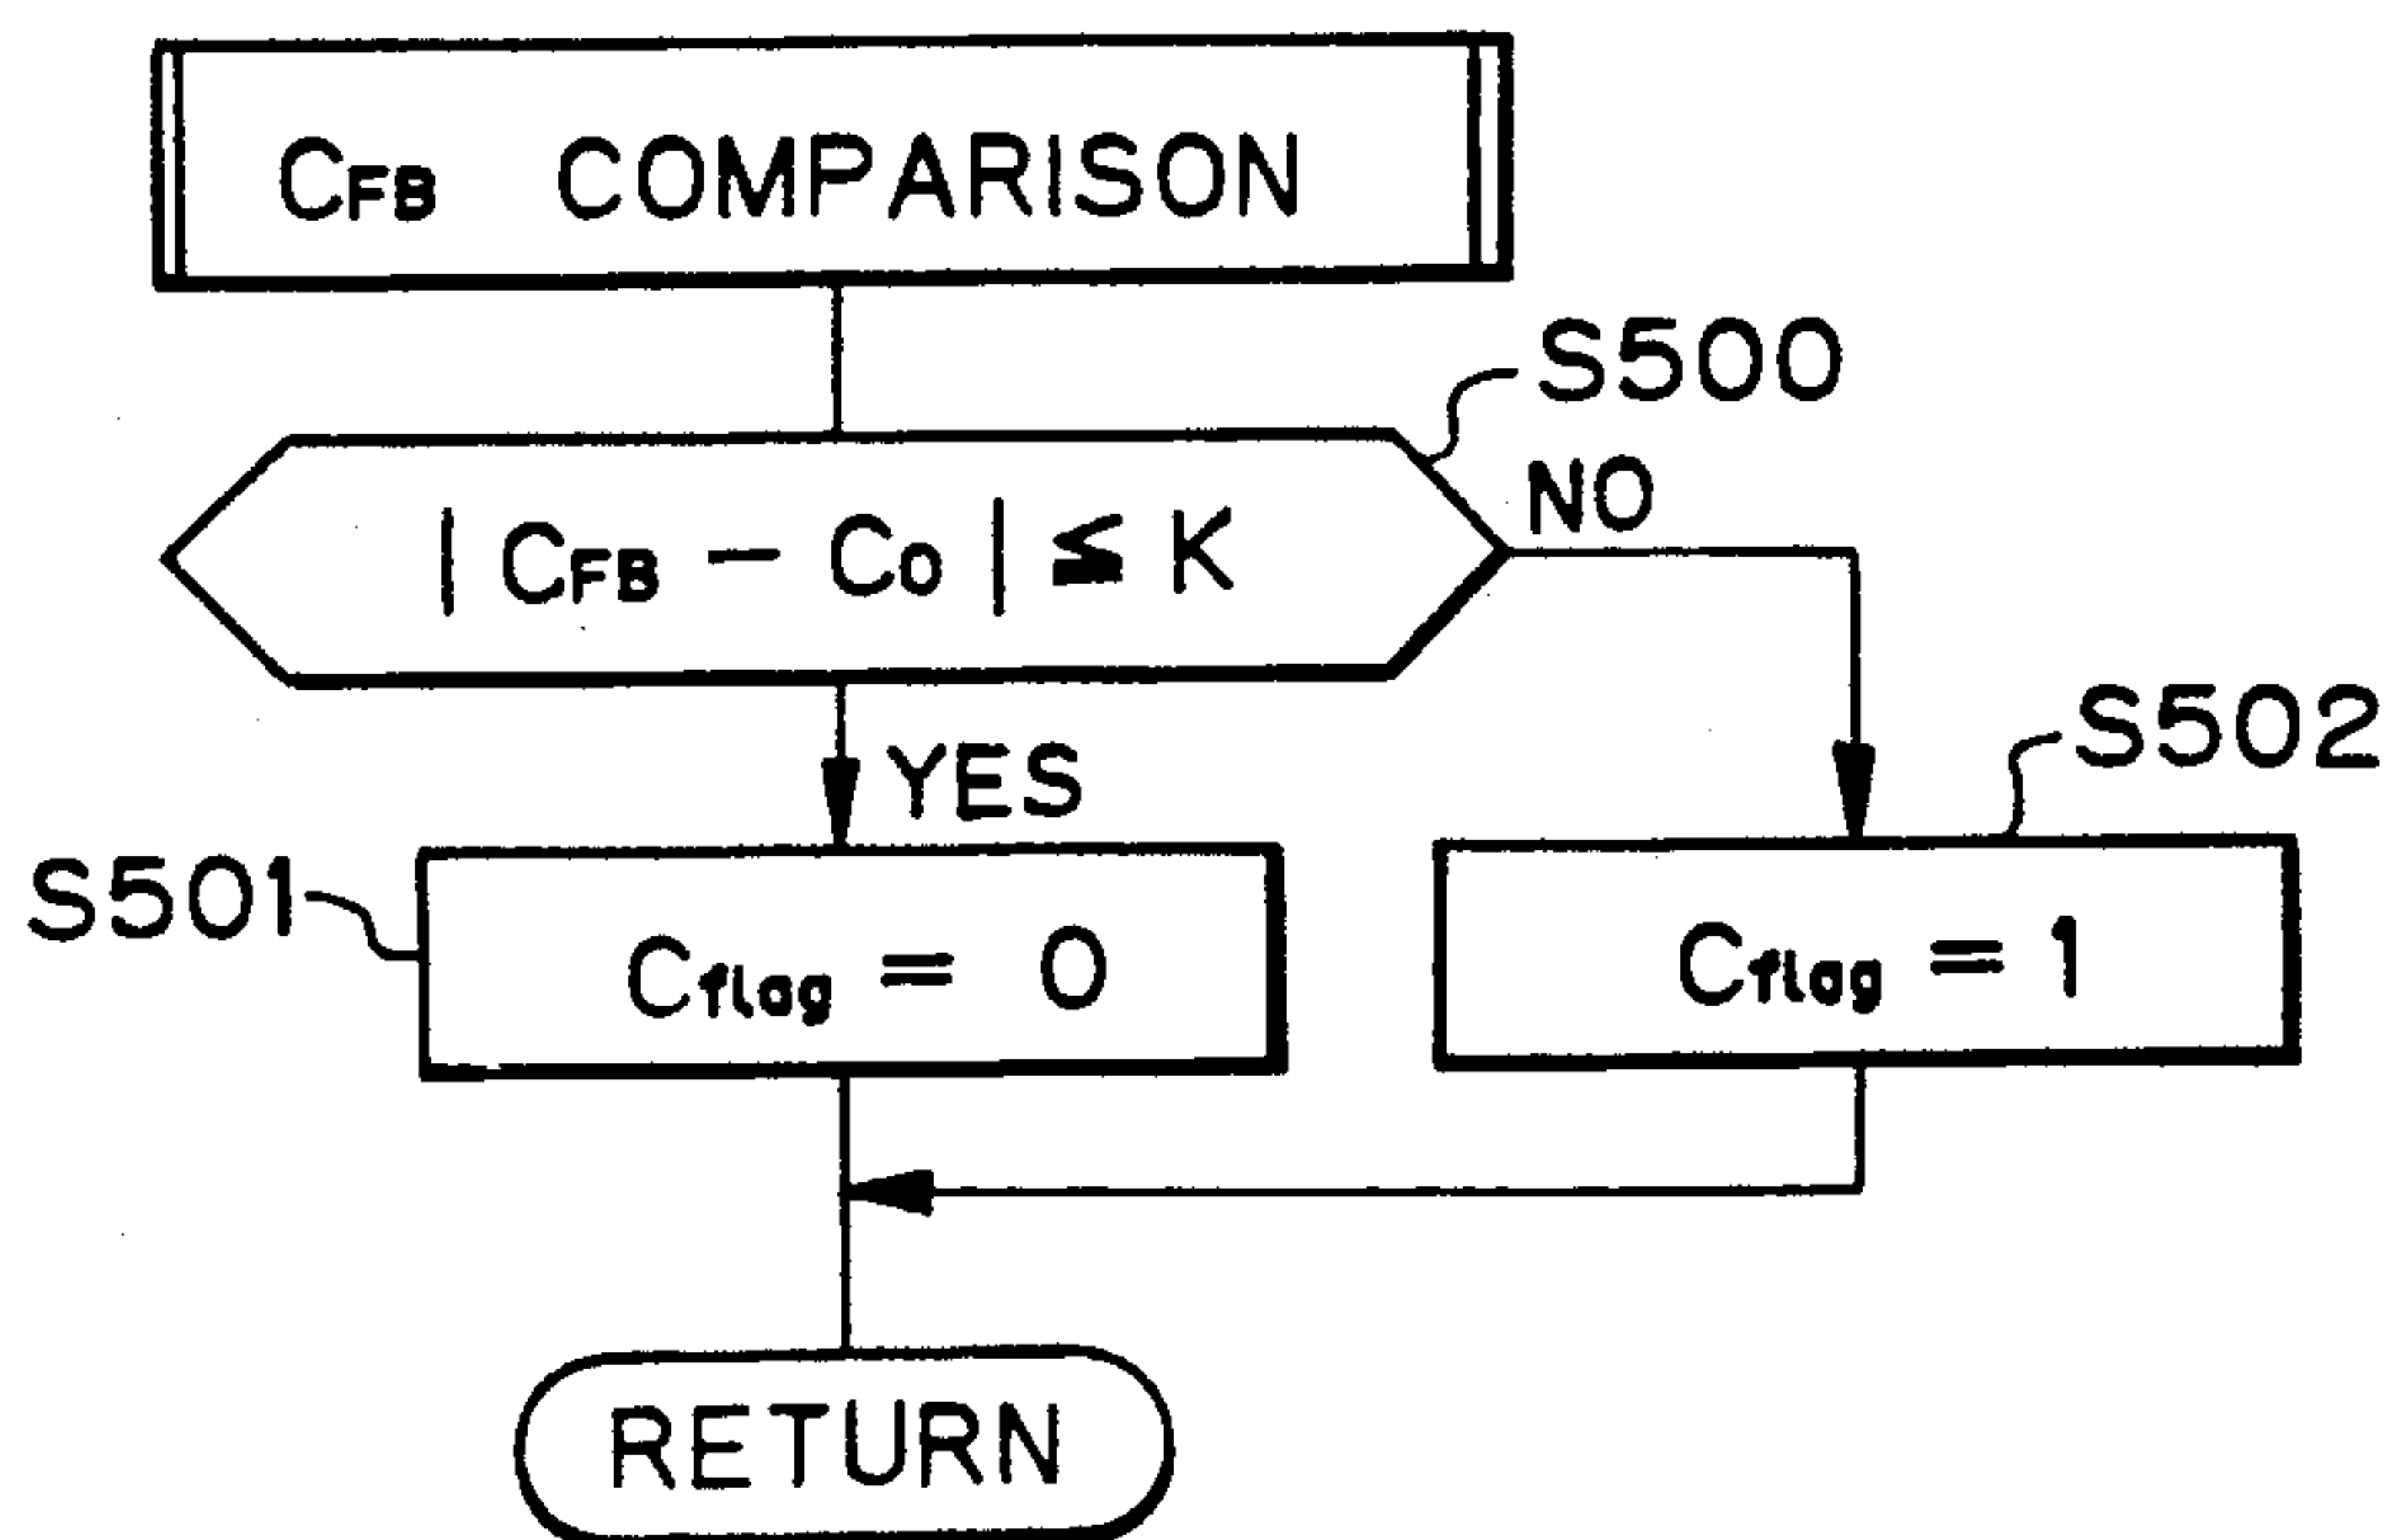 CFB COMPARISON
S500
| CFB - CO | ≦ K
NO
YES
S502
S501
Cflag = 0
Cflag = 1
RETURN